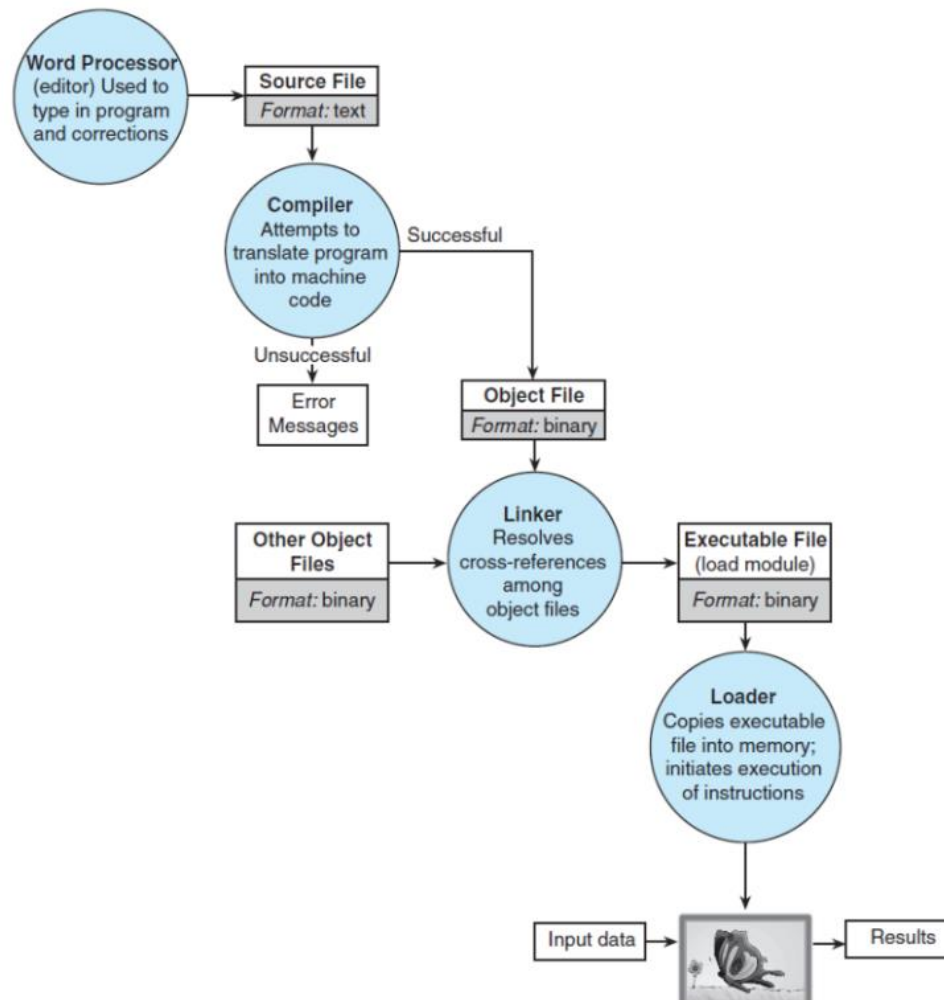 Word Processor
(editor) Used to
type in program
and corrections
Source File
Format: text
Compiler
Attempts to
translate program
into machine
code
Successful
Unsuccessful
Error
Messages
Object File
Format: binary
Other Object
Files
Format: binary
Linker
Resolves
cross-references
among
object files
Executable File
(load module)
Format: binary
Loader
Copies executable
file into memory;
initiates execution
of instructions
Input data
Results